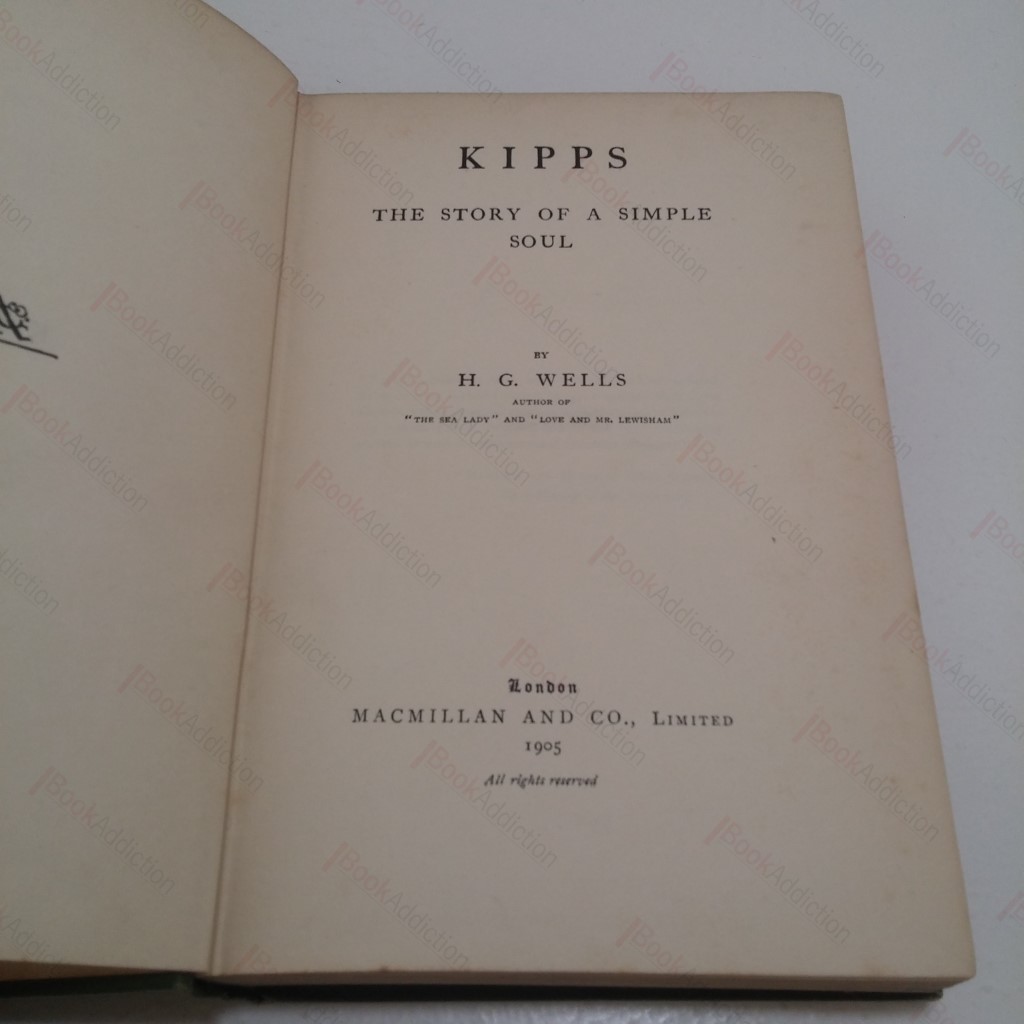 KIPPS
THE STORY OF A SIMPLE
SOUL
BY
H. G. WELLS
AUTHOR OF
"THE SEA LADY" AND "LOVE AND MR. LEWISHAM"
London
MACMILLAN AND CO., LIMITED
1905
All rights reserved
BookAddiction